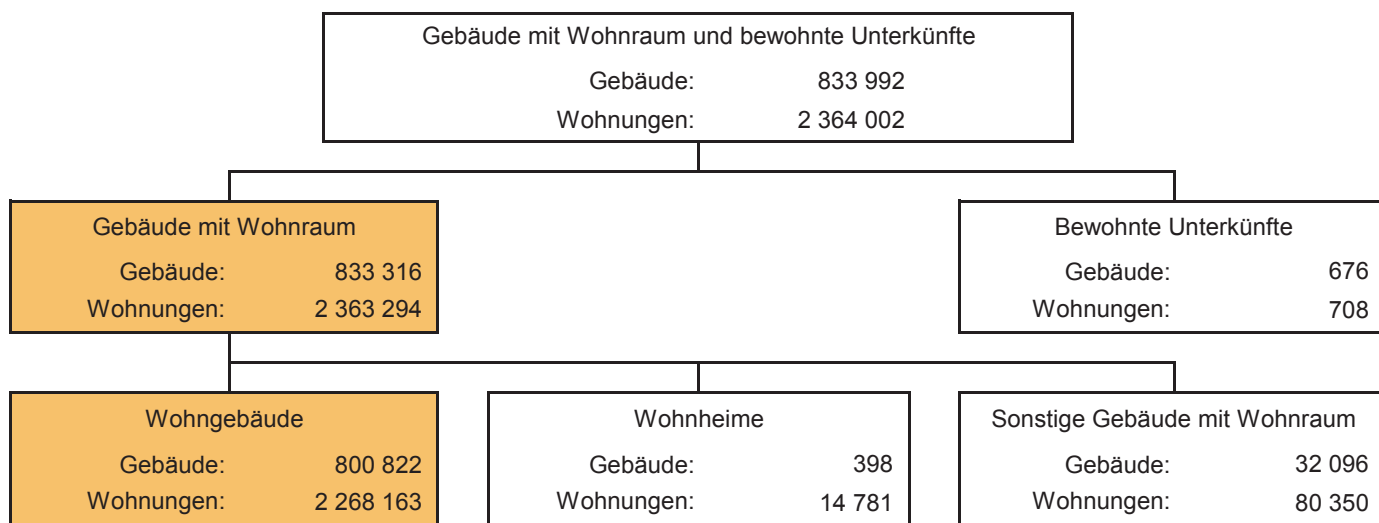 Gebäude mit Wohnraum und bewohnte Unterkünfte
Gebäude: 833 992
Wohnungen: 2 364 002
Gebäude mit Wohnraum
Gebäude: 833 316
Wohnungen: 2 363 294
Bewohnte Unterkünfte
Gebäude: 676
Wohnungen: 708
Wohngebäude
Gebäude: 800 822
Wohnungen: 2 268 163
Wohnheime
Gebäude: 398
Wohnungen: 14 781
Sonstige Gebäude mit Wohnraum
Gebäude: 32 096
Wohnungen: 80 350